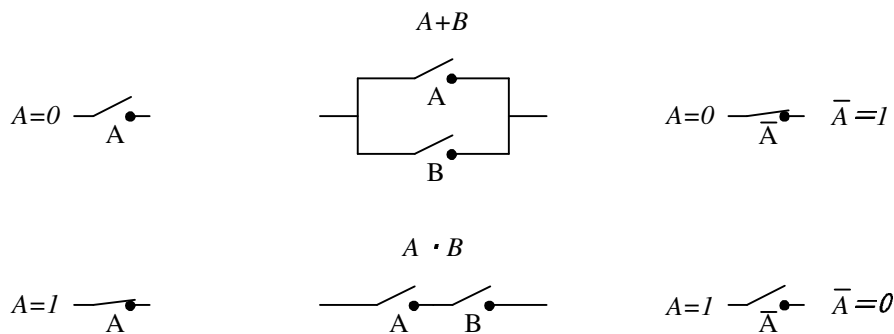 A+B
A=0 A A A=0 A̅ A̅=1
B
A · B
A=1 A A B A=1 A̅ A̅=0